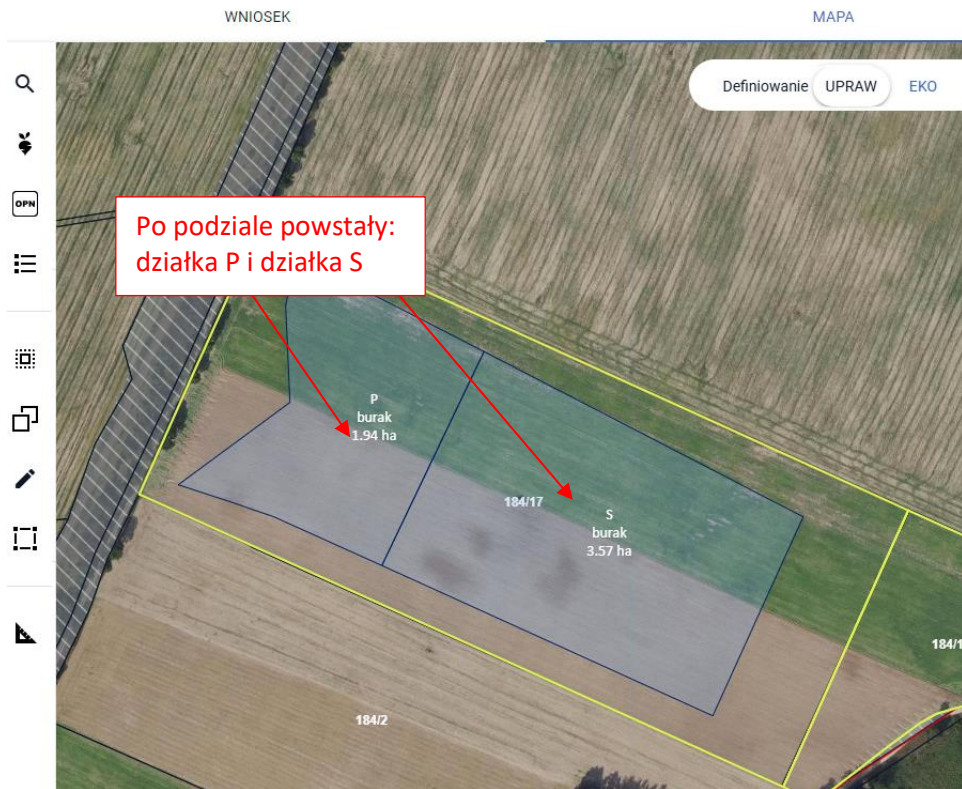 WNIOSEK
MAPA
Definiowanie UPRAW EKO
OPN
Po podziale powstały:
działka P i działka S
P
burak
1.94 ha
184/17
S
burak
3.57 ha
184/1
184/2